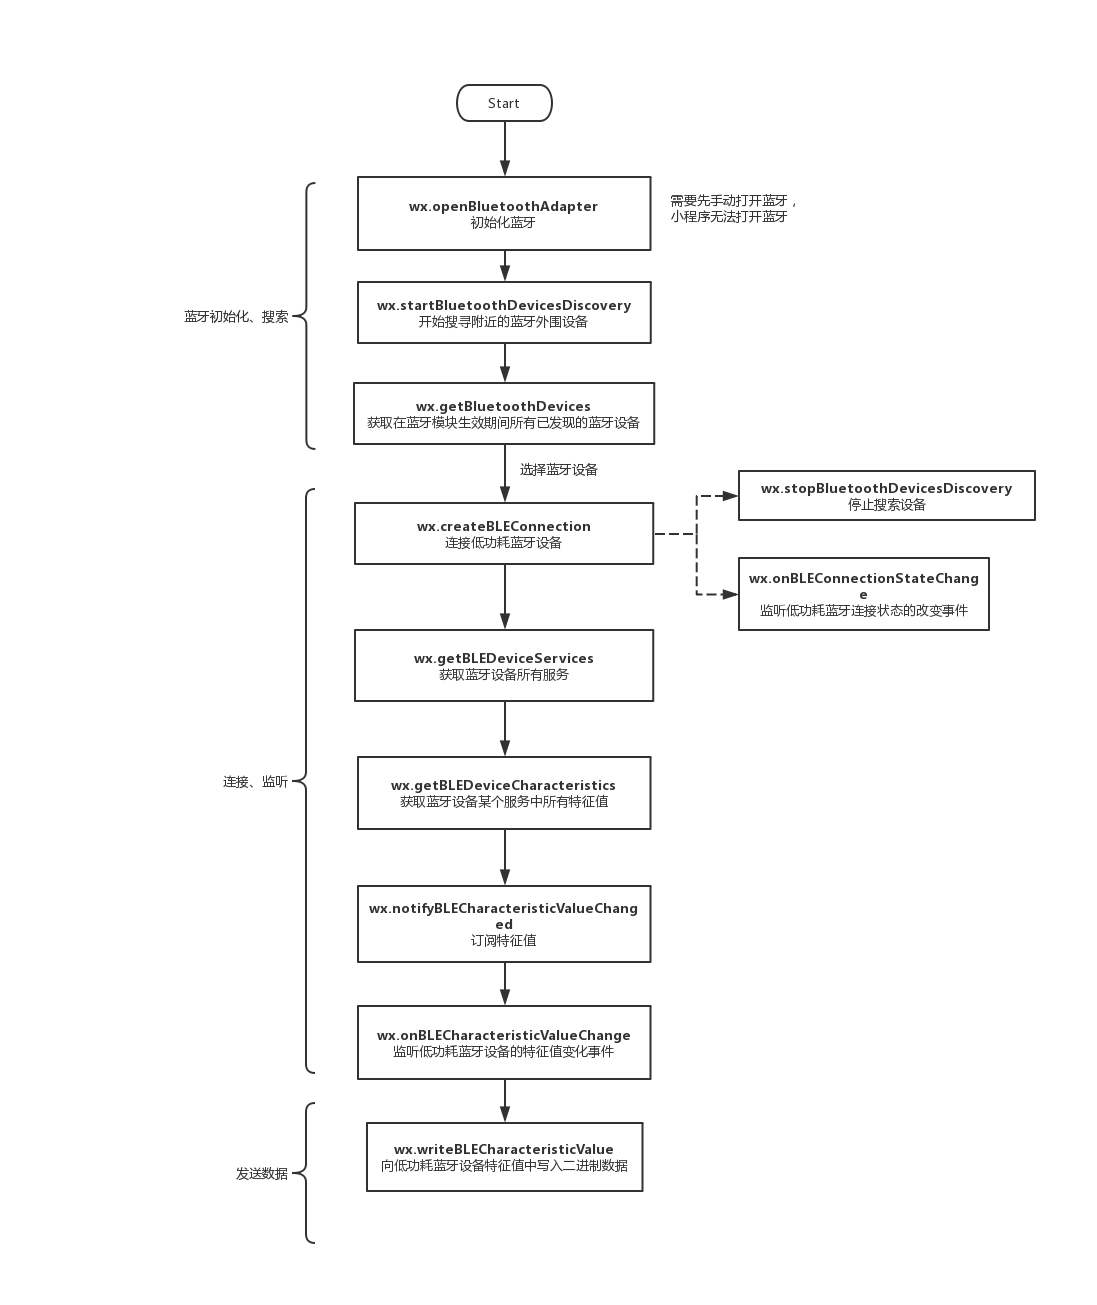 Start
wx.openBluetoothAdapter
初始化蓝牙
需要先手动打开蓝牙，
小程序无法打开蓝牙
wx.startBluetoothDevicesDiscovery
开始搜寻附近的蓝牙外围设备
蓝牙初始化、搜索
wx.getBluetoothDevices
获取在蓝牙模块生效期间所有已发现的蓝牙设备
选择蓝牙设备
wx.createBLEConnection
连接低功耗蓝牙设备
wx.stopBluetoothDevicesDiscovery
停止搜索设备
wx.onBLEConnectionStateChang
e
监听低功耗蓝牙连接状态的改变事件
wx.getBLEDeviceServices
获取蓝牙设备所有服务
连接、监听
wx.getBLEDeviceCharacteristics
获取蓝牙设备某个服务中所有特征值
wx.notifyBLECharacteristicValueChang
ed
订阅特征值
wx.onBLECharacteristicValueChange
监听低功耗蓝牙设备的特征值变化事件
发送数据
wx.writeBLECharacteristicValue
向低功耗蓝牙设备特征值中写入二进制数据